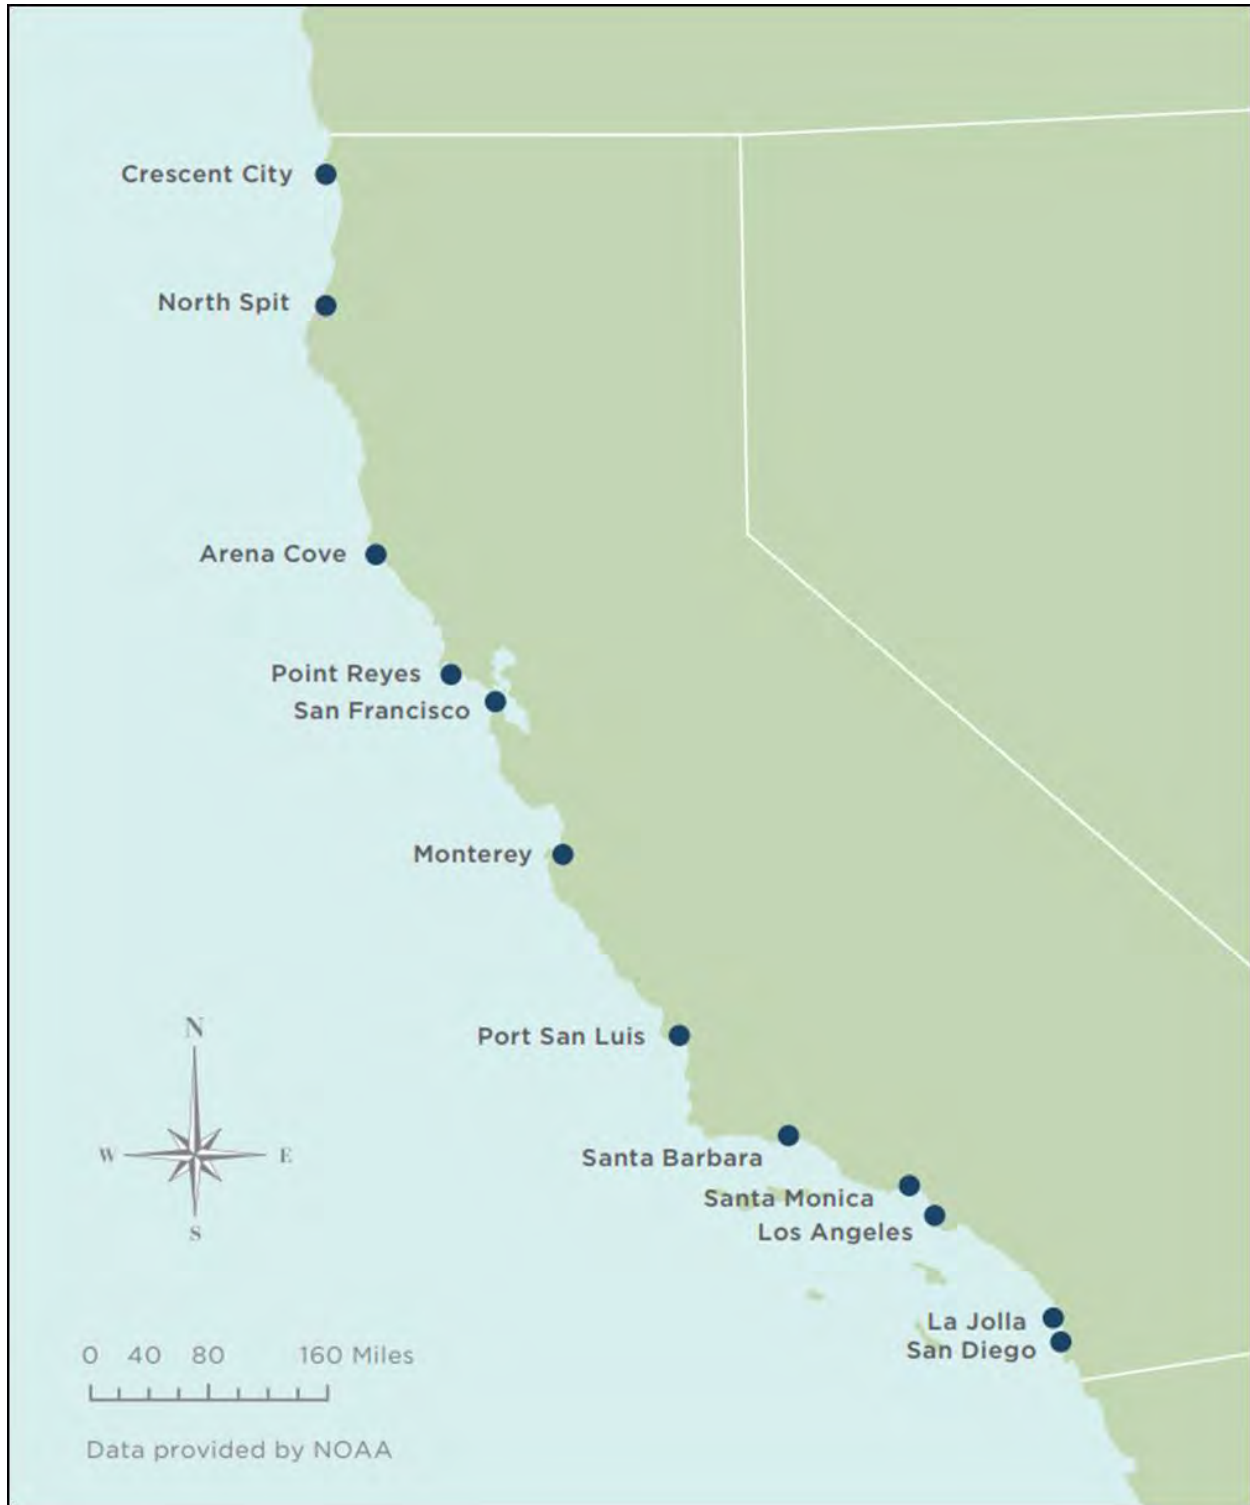 Crescent City
North Spit
Arena Cove
Point Reyes
San Francisco
Monterey
Port San Luis
N
W E
S
Santa Barbara
Santa Monica
Los Angeles
La Jolla
San Diego
0 40 80 160 Miles
Data provided by NOAA